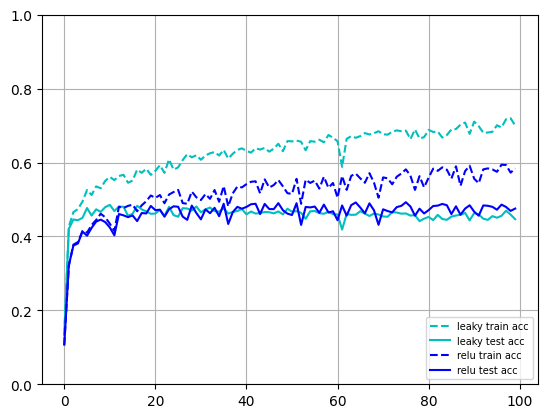 1.0
0.8
0.6
0.4
0.2
0.0
0 20 40 60 80 100
leaky train acc
leaky test acc
relu train acc
relu test acc